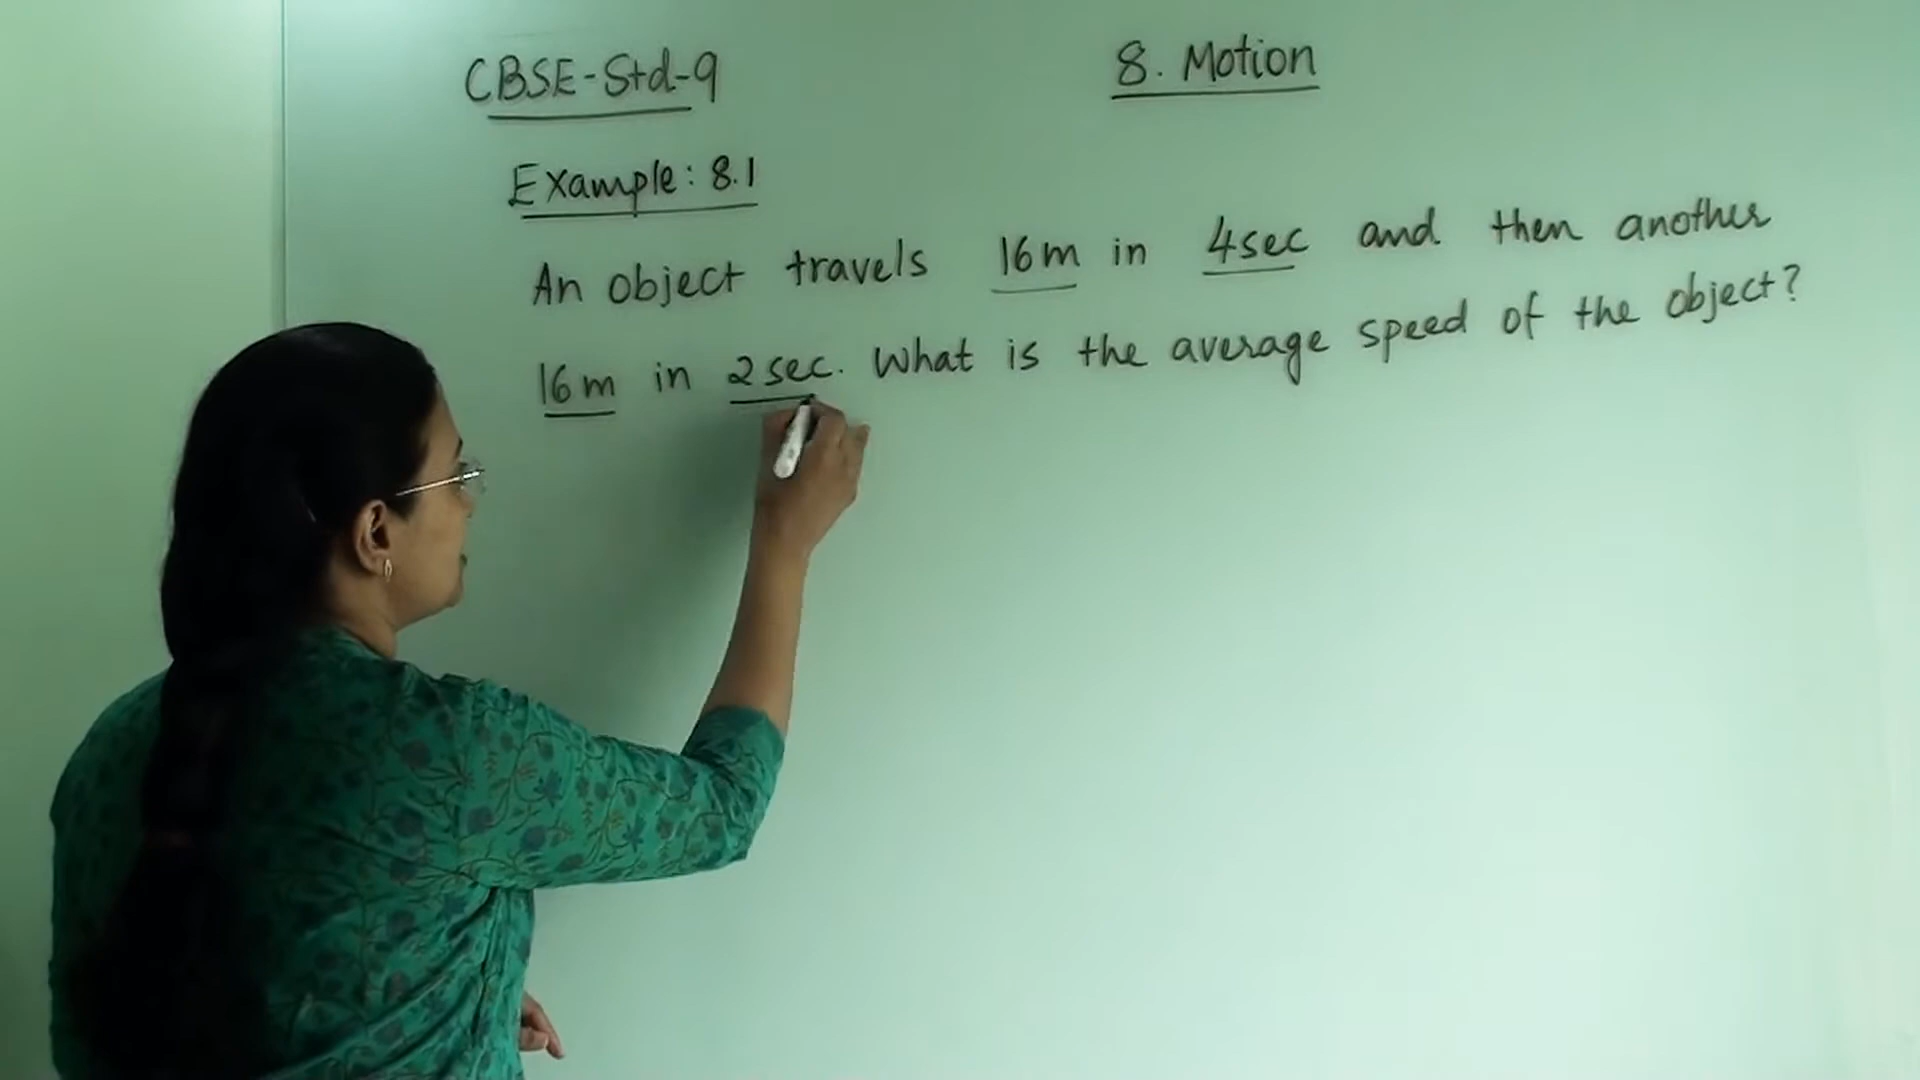 CBSE-Std-9
8. Motion
Example: 8.1
An object travels 16m in 4sec and then another
16m in 2sec. What is the average speed of the object?